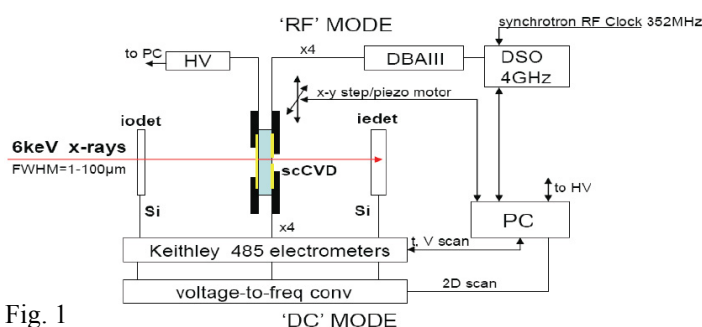 'RF' MODE
synchrotron RF Clock 352MHz
to PC
HV
x4
DBAIII
DSO
4GHz
x-y step/piezo motor
iodet
iedet
6keV x-rays
FWHM=1-100µm
scCVD
to HV
Si
Si
PC
x4
Keithley 485 electrometers
t, V scan
voltage-to-freq conv
2D scan
Fig. 1
'DC' MODE